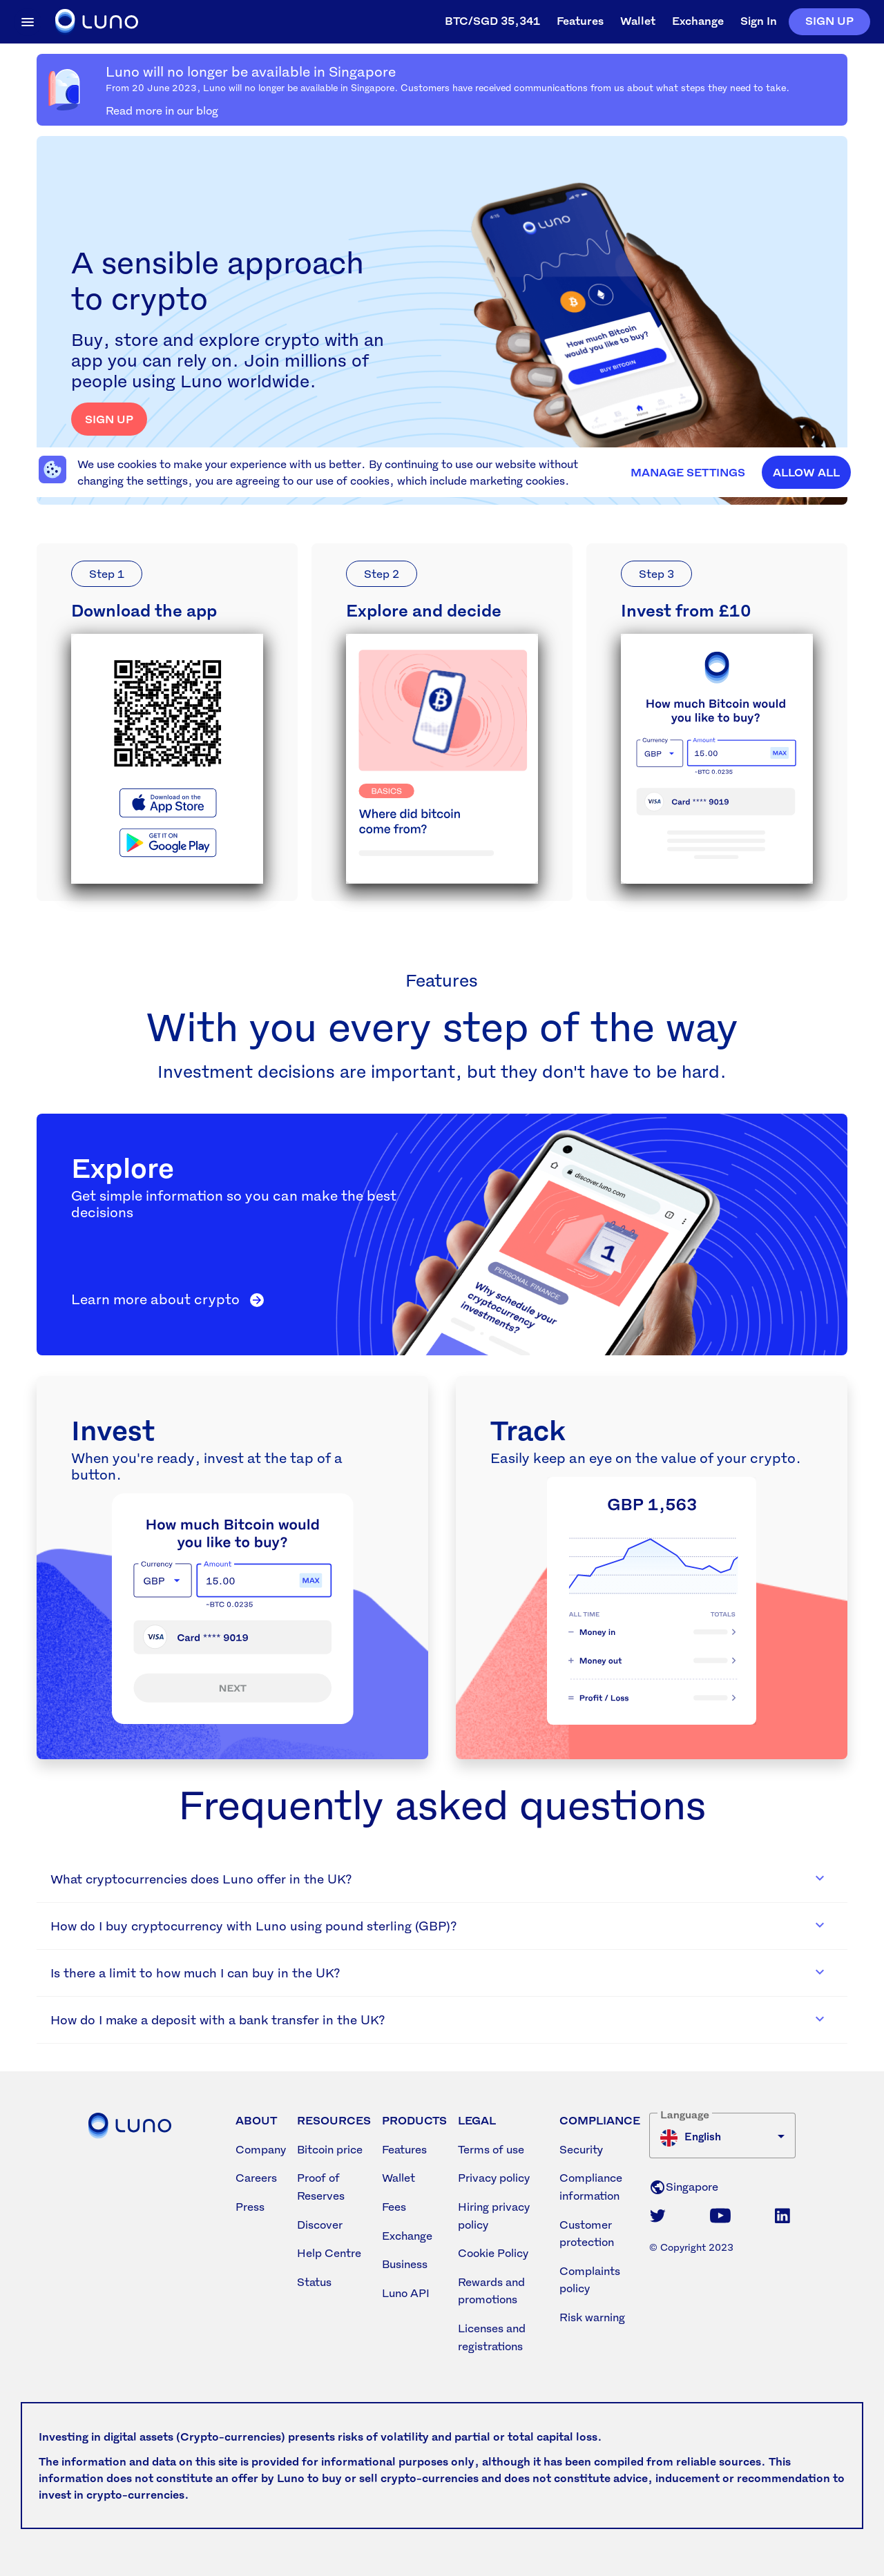 LUNO
BTC/SGD 35,341
Features
Wallet
Exchange
Sign In
SIGN UP
Luno will no longer be available in Singapore
From 20 June 2023, Luno will no longer be available in Singapore. Customers have received communications from us about what steps they need to take.
Read more in our blog
A sensible approach
to crypto
Buy, store and explore crypto with an
app you can rely on. Join millions of
people using Luno worldwide.
SIGN UP
LUNO
How much Bitcoin
would you like to buy?
BUY BITCOIN
We use cookies to make your experience with us better. By continuing to use our website without
changing the settings, you are agreeing to our use of cookies, which include marketing cookies.
MANAGE SETTINGS
ALLOW ALL
Step 1
Download the app
Download on the
App Store
GET IT ON
Google Play
Step 2
Explore and decide
BASICS
Where did bitcoin
come from?
Step 3
Invest from £10
How much Bitcoin would
you like to buy?
Currency
GBP
Amount
15.00
MAX
~BTC 0.0235
VISA
Card **** 9019
Features
With you every step of the way
Investment decisions are important, but they don't have to be hard.
Explore
Get simple information so you can make the best
decisions
Learn more about crypto
discover.luno.com
1
PERSONAL FINANCE
Why schedule your
cryptocurrency
investments?
Invest
When you're ready, invest at the tap of a
button.
How much Bitcoin would
you like to buy?
Currency
GBP
Amount
15.00
MAX
~BTC 0.0235
VISA
Card **** 9019
NEXT
Track
Easily keep an eye on the value of your crypto.
GBP 1,563
ALL TIME
TOTALS
− Money in
+ Money out
= Profit / Loss
Frequently asked questions
What cryptocurrencies does Luno offer in the UK?
How do I buy cryptocurrency with Luno using pound sterling (GBP)?
Is there a limit to how much I can buy in the UK?
How do I make a deposit with a bank transfer in the UK?
LUNO
ABOUT
Company
Careers
Press
RESOURCES
Bitcoin price
Proof of
Reserves
Discover
Help Centre
Status
PRODUCTS
Features
Wallet
Fees
Exchange
Business
Luno API
LEGAL
Terms of use
Privacy policy
Hiring privacy
policy
Cookie Policy
Rewards and
promotions
Licenses and
registrations
COMPLIANCE
Security
Compliance
information
Customer
protection
Complaints
policy
Risk warning
Language
English
Singapore
© Copyright 2023
Investing in digital assets (Crypto-currencies) presents risks of volatility and partial or total capital loss.
The information and data on this site is provided for informational purposes only, although it has been compiled from reliable sources. This
information does not constitute an offer by Luno to buy or sell crypto-currencies and does not constitute advice, inducement or recommendation to
invest in crypto-currencies.